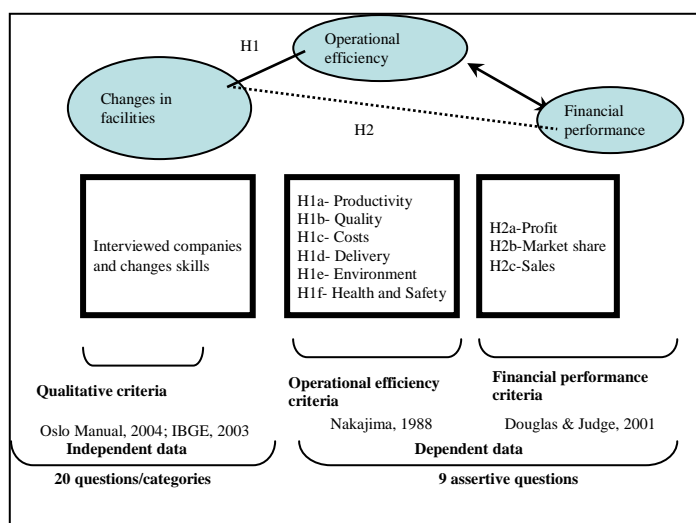 H1
Operational
efficiency
Changes in
facilities
Financial
performance
H2
Interviewed companies
and changes skills
H1a- Productivity
H1b- Quality
H1c- Costs
H1d- Delivery
H1e- Environment
H1f- Health and Safety
H2a-Profit
H2b-Market share
H2c-Sales
Qualitative criteria
Oslo Manual, 2004; IBGE, 2003
Independent data
20 questions/categories
Operational efficiency
criteria
Nakajima, 1988
Financial performance
criteria
Douglas & Judge, 2001
Dependent data
9 assertive questions